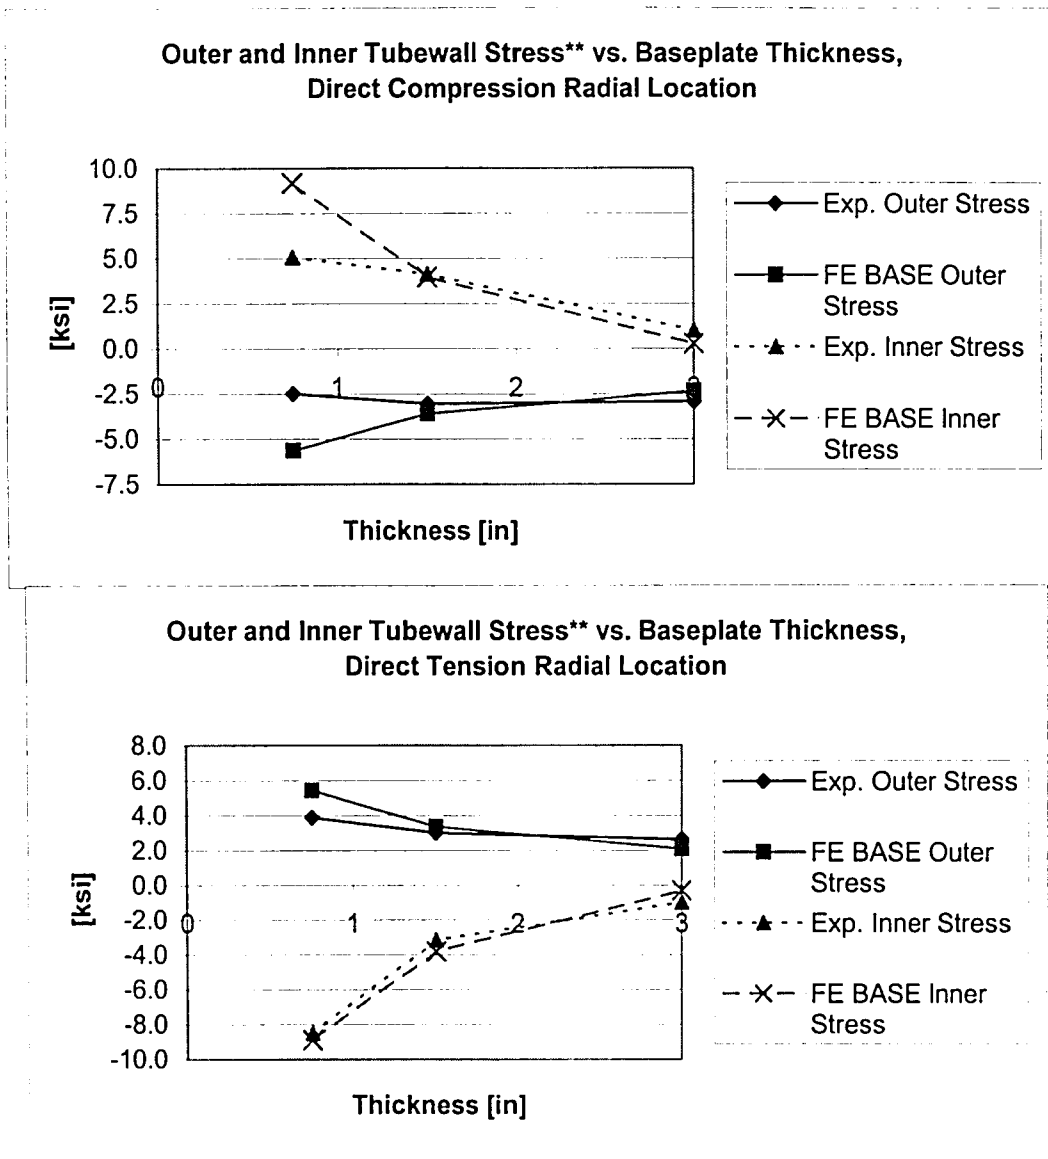 Outer and Inner Tubewall Stress** vs. Baseplate Thickness,
Direct Compression Radial Location
10.0
7.5
5.0
2.5
0.0
-2.5
-5.0
-7.5
[ksi]
0
1
2
3
Thickness [in]
Exp. Outer Stress
FE BASE Outer
Stress
Exp. Inner Stress
FE BASE Inner
Stress
Outer and Inner Tubewall Stress** vs. Baseplate Thickness,
Direct Tension Radial Location
8.0
6.0
4.0
2.0
0.0
-2.0
-4.0
-6.0
-8.0
-10.0
[ksi]
0
1
2
3
Thickness [in]
Exp. Outer Stress
FE BASE Outer
Stress
Exp. Inner Stress
FE BASE Inner
Stress